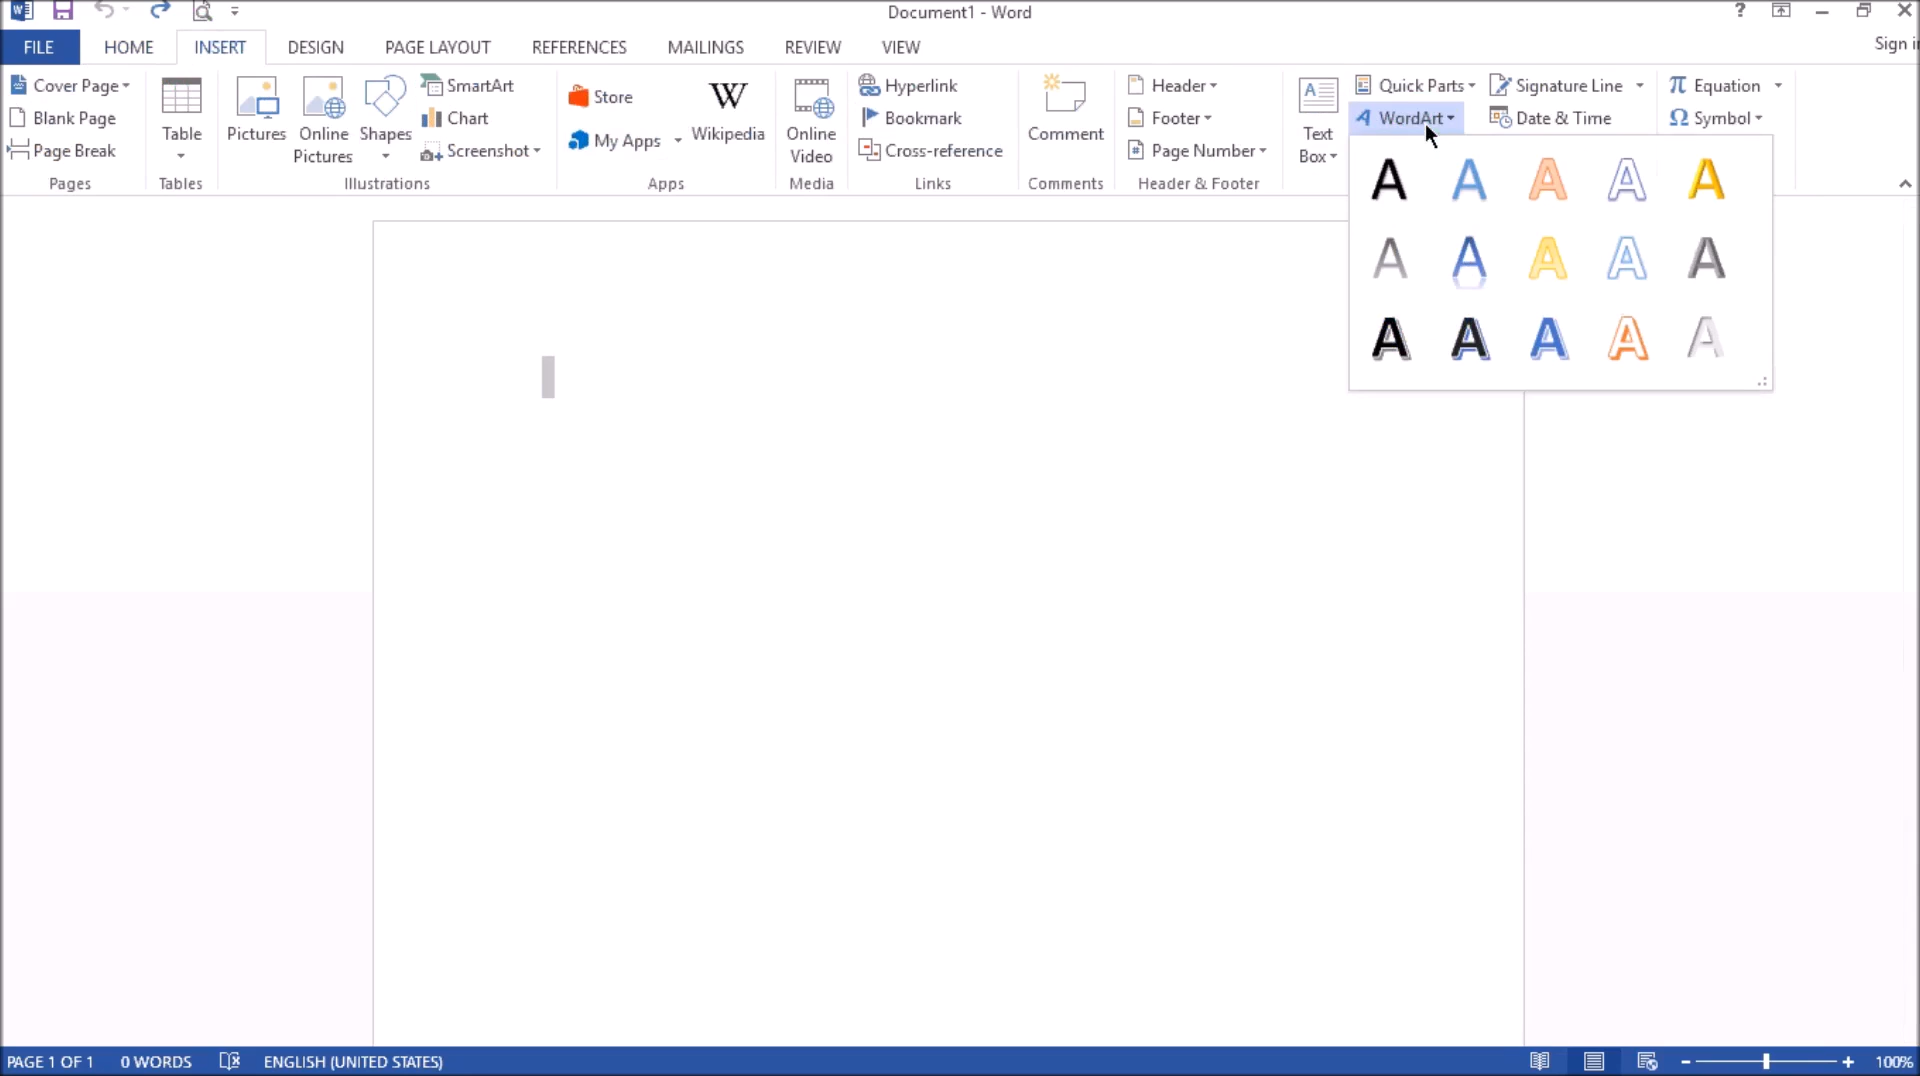 Document1 - Word
?
Sign i
FILE HOME INSERT DESIGN PAGE LAYOUT REFERENCES MAILINGS REVIEW VIEW
Cover Page
Blank Page
Page Break
Pages
Table
Tables
Pictures
Online
Pictures
Shapes
SmartArt
Chart
Screenshot
Illustrations
Store
My Apps
W
Wikipedia
Apps
Online
Video
Media
Hyperlink
Bookmark
Cross-reference
Links
Comment
Comments
Header
Footer
# Page Number
Header & Footer
A
Text
Box
Quick Parts
A WordArt
Signature Line
Date & Time
π Equation
Ω Symbol
A A A A A
A A A A A
A A A A A
PAGE 1 OF 1 0 WORDS ENGLISH (UNITED STATES) - + 100%